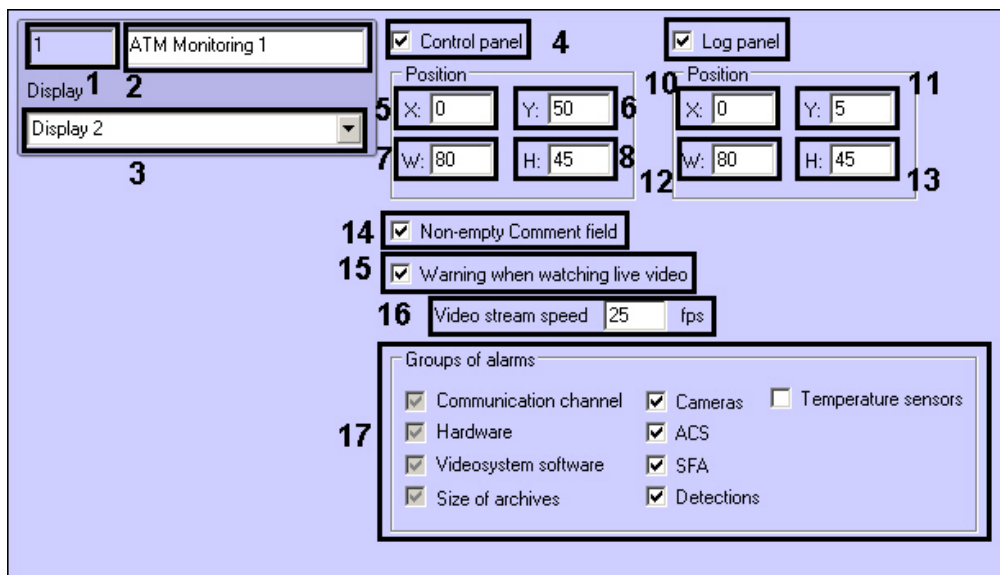 1 ATM Monitoring 1
Display 1 2
Display 2
3
Control panel 4
Position
5 X: 0 Y: 50 6
7 W: 80 H: 45 8
Log panel
Position
10 X: 0 Y: 5 11
12 W: 80 H: 45 13
14 Non-empty Comment field
15 Warning when watching live video
16 Video stream speed 25 fps
Groups of alarms
17
Communication channel Cameras Temperature sensors
Hardware ACS
Videosystem software SFA
Size of archives Detections